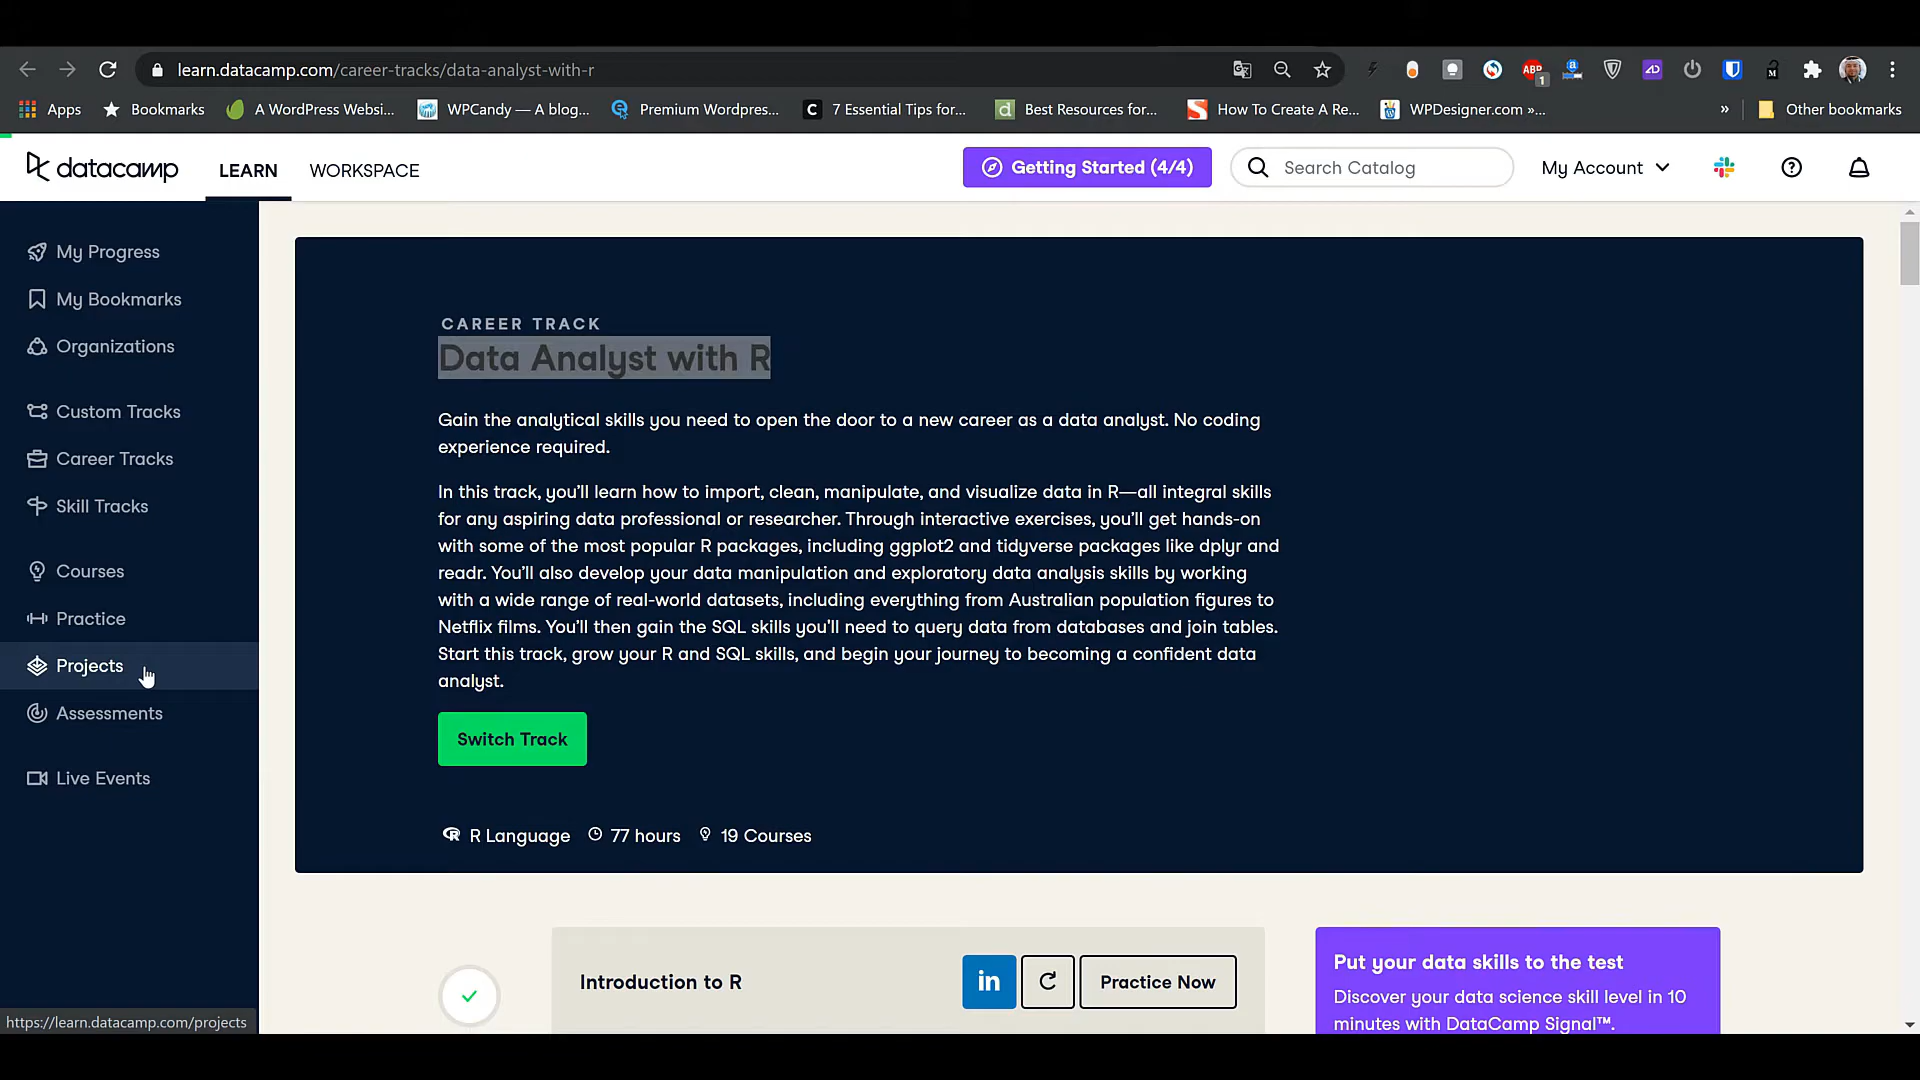 learn.datacamp.com/career-tracks/data-analyst-with-r
ABP
1
Apps
Bookmarks
A WordPress Websi...
WPCandy — A blog...
Premium Wordpres...
7 Essential Tips for...
Best Resources for...
How To Create A Re...
WPDesigner.com »...
»
Other bookmarks
datacamp
LEARN
WORKSPACE
Getting Started (4/4)
Search Catalog
My Account
My Progress
My Bookmarks
Organizations
Custom Tracks
Career Tracks
Skill Tracks
Courses
Practice
Projects
Assessments
Live Events
CAREER TRACK
Data Analyst with R
Gain the analytical skills you need to open the door to a new career as a data analyst. No coding
experience required.
In this track, you'll learn how to import, clean, manipulate, and visualize data in R—all integral skills
for any aspiring data professional or researcher. Through interactive exercises, you'll get hands-on
with some of the most popular R packages, including ggplot2 and tidyverse packages like dplyr and
readr. You'll also develop your data manipulation and exploratory data analysis skills by working
with a wide range of real-world datasets, including everything from Australian population figures to
Netflix films. You'll then gain the SQL skills you'll need to query data from databases and join tables.
Start this track, grow your R and SQL skills, and begin your journey to becoming a confident data
analyst.
Switch Track
R Language
77 hours
19 Courses
Introduction to R
in
Practice Now
Put your data skills to the test
Discover your data science skill level in 10
minutes with DataCamp Signal™.
https://learn.datacamp.com/projects